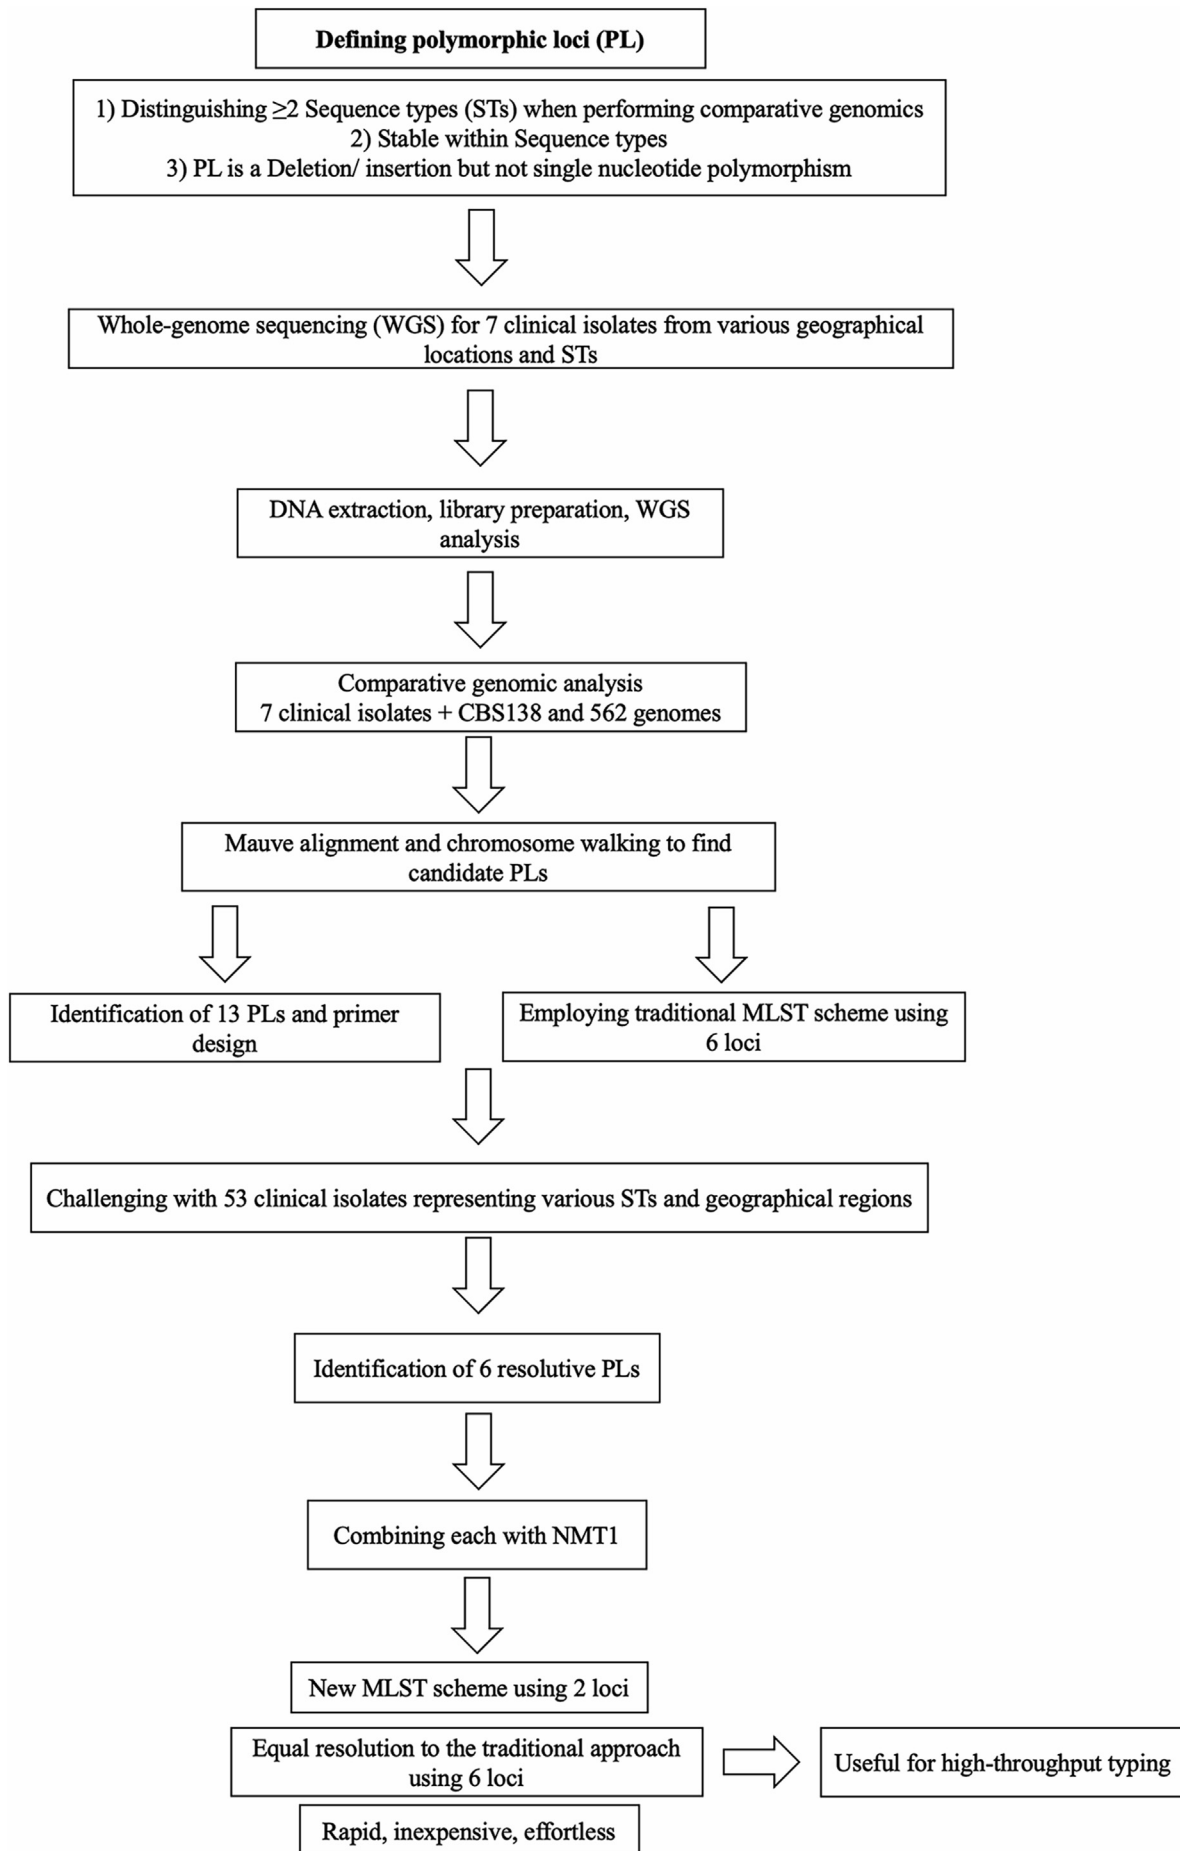 Defining polymorphic loci (PL)
1) Distinguishing ≥2 Sequence types (STs) when performing comparative genomics
2) Stable within Sequence types
3) PL is a Deletion/ insertion but not single nucleotide polymorphism
Whole-genome sequencing (WGS) for 7 clinical isolates from various geographical
locations and STs
DNA extraction, library preparation, WGS
analysis
Comparative genomic analysis
7 clinical isolates + CBS138 and 562 genomes
Mauve alignment and chromosome walking to find
candidate PLs
Identification of 13 PLs and primer
design
Employing traditional MLST scheme using
6 loci
Challenging with 53 clinical isolates representing various STs and geographical regions
Identification of 6 resolutive PLs
Combining each with NMT1
New MLST scheme using 2 loci
Equal resolution to the traditional approach
using 6 loci
Useful for high-throughput typing
Rapid, inexpensive, effortless